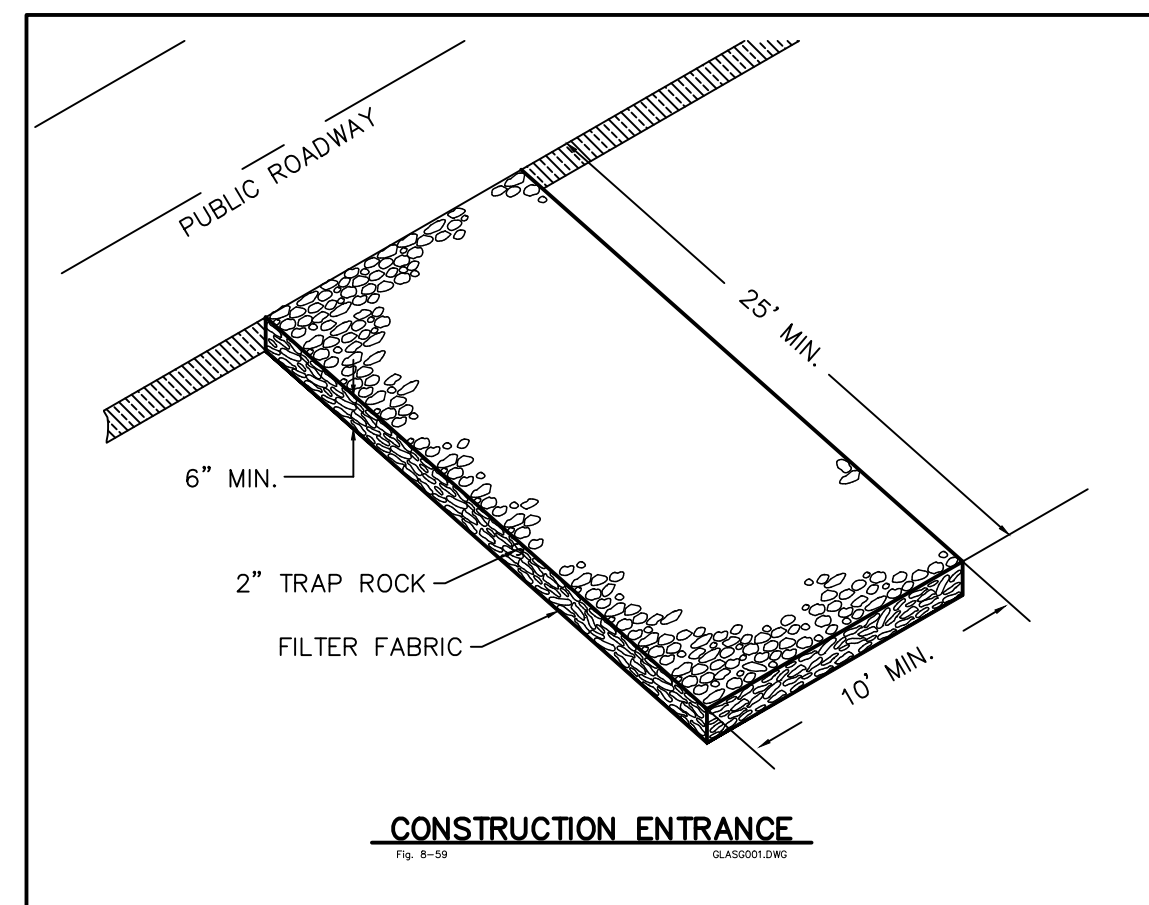 PUBLIC ROADWAY
25' MIN.
6" MIN.
2" TRAP ROCK
FILTER FABRIC
10' MIN.
CONSTRUCTION ENTRANCE
Fig. 8-59
GLASG001.DWG